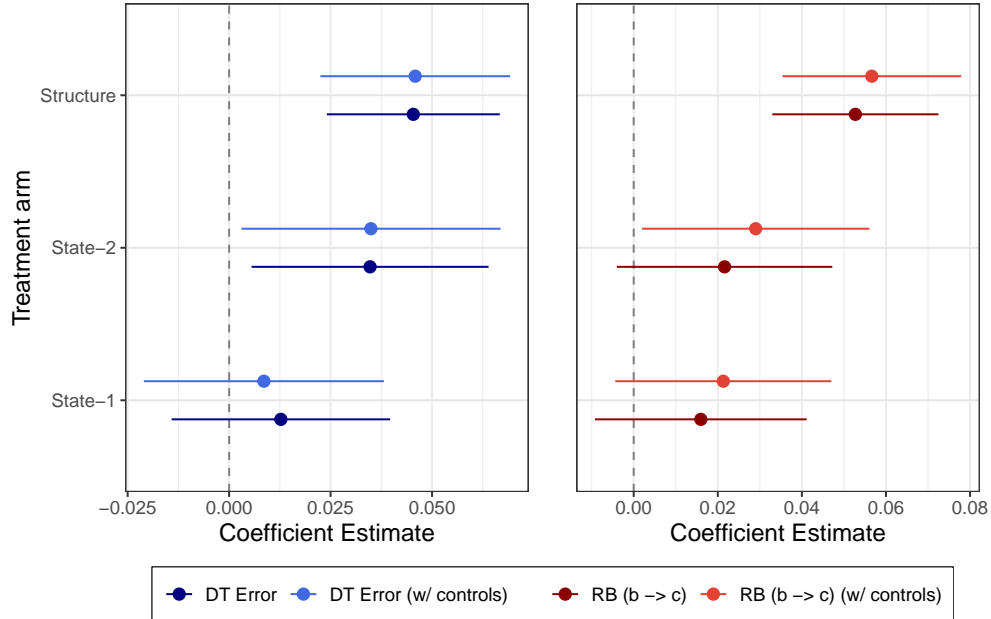 Treatment arm
Structure
State−2
State−1
−0.025 0.000 0.025 0.050
0.00 0.02 0.04 0.06 0.08
Coefficient Estimate Coefficient Estimate
DT Error DT Error (w/ controls) RB (b −> c) RB (b −> c) (w/ controls)